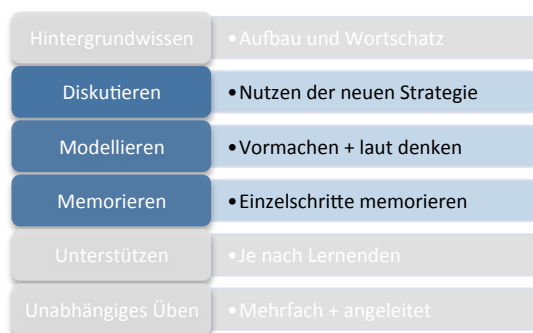 Hintergrundwissen •Aufbau und Wortschatz
Diskutieren •Nutzen der neuen Strategie
Modellieren •Vormachen + laut denken
Memorieren •Einzelschritte memorieren
Unterstützen •Je nach Lernenden
Unabhängiges Üben •Mehrfach + angeleitet